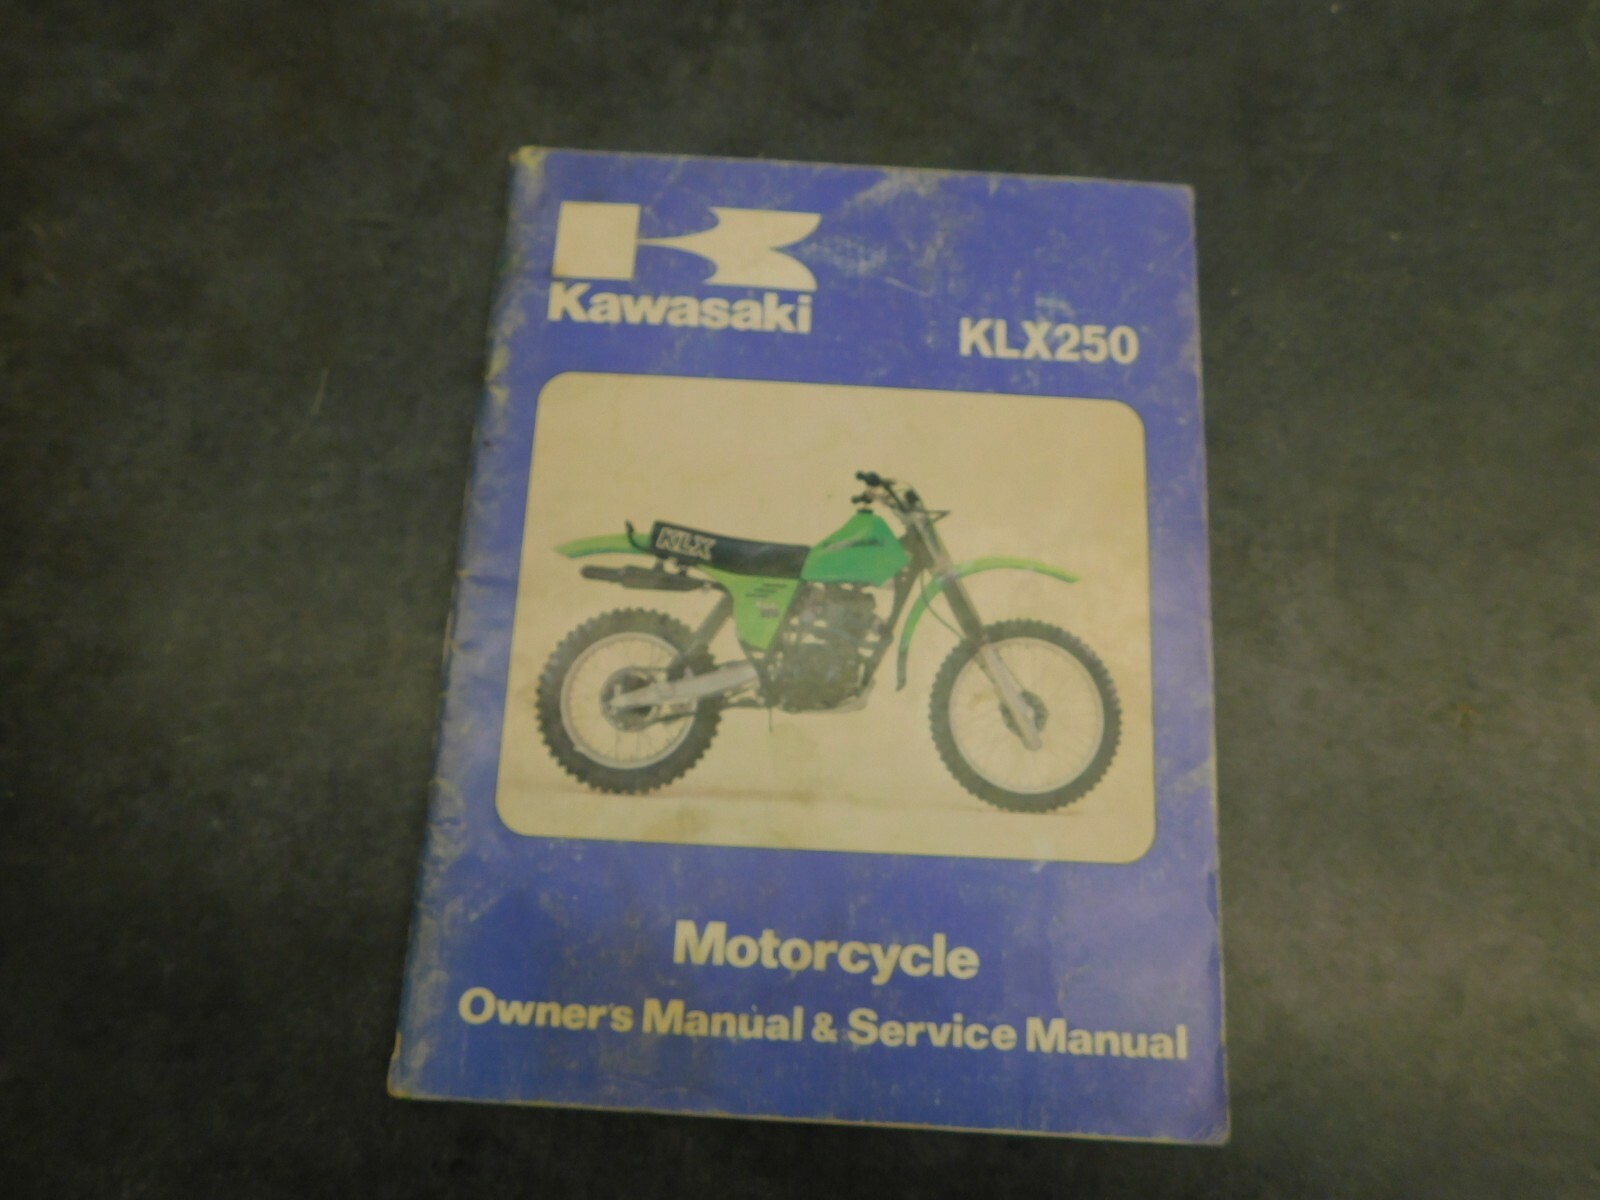 Kawasaki
KLX250
KLX
Motorcycle
Owner's Manual & Service Manual